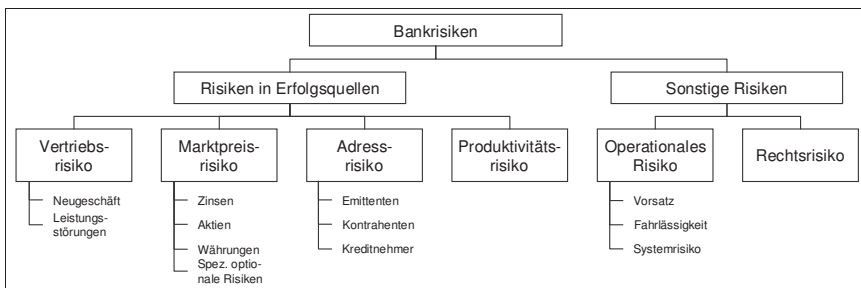 Bankrisiken
Risiken in Erfolgsquellen
Sonstige Risiken
Vertriebs-
risiko
Marktpreis-
risiko
Adress-
risiko
Produktivitäts-
risiko
Operationales
Risiko
Rechtsrisiko
Neugeschäft
Leistungs-
störungen
Zinsen
Aktien
Währungen
Spez. optio-
nale Risiken
Emittenten
Kontrahenten
Kreditnehmer
Vorsatz
Fahrlässigkeit
Systemrisiko